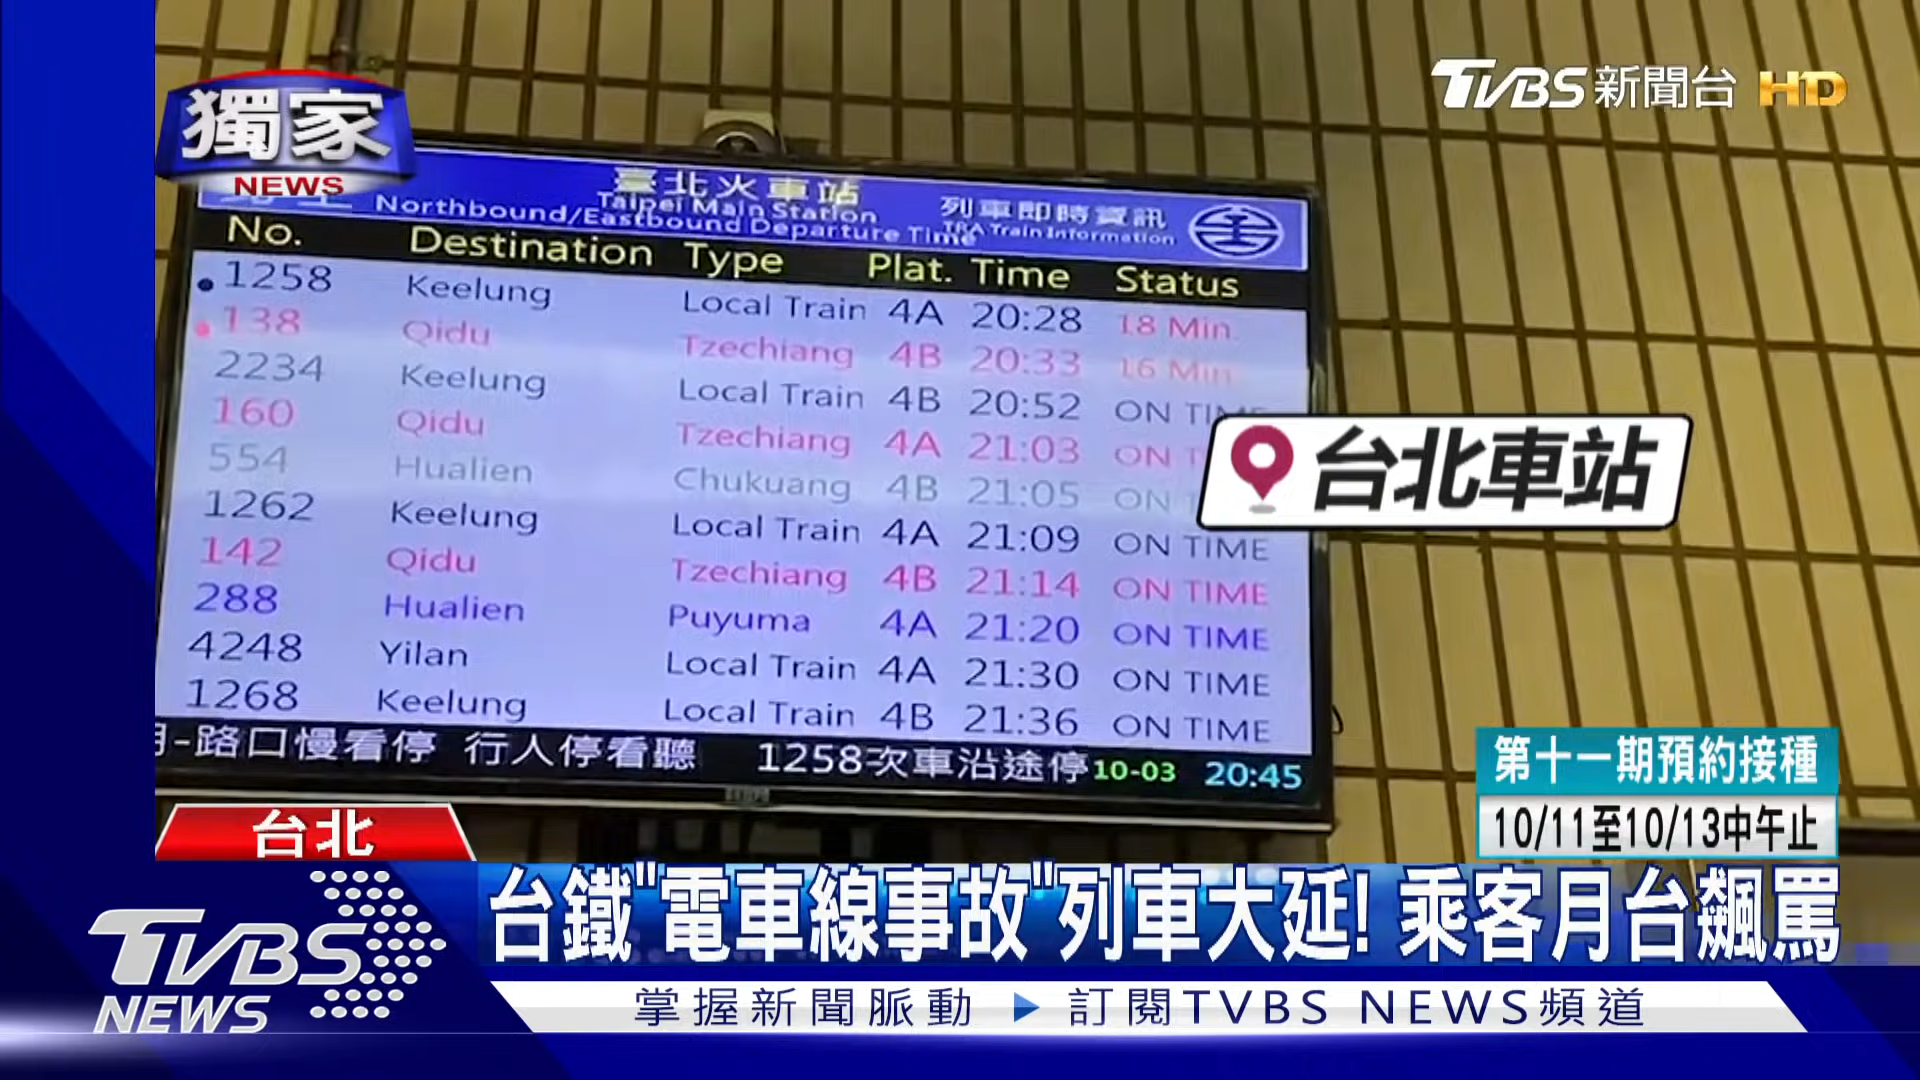 獨家
NEWS
TVBS新聞台 HD
臺北火車站
Taipei Main Station
Northbound/Eastbound Departure Time
列車即時資訊
TRA Train Information
No. Destination Type Plat. Time Status
1258 Keelung Local Train 4A 20:28 18 Min.
138 Qidu Tzechiang 4B 20:33 16 Min.
2234 Keelung Local Train 4B 20:52 ON TIME
160 Qidu Tzechiang 4A 21:03 ON
554 Hualien Chukuang 4B 21:05 ON
1262 Keelung Local Train 4A 21:09 ON TIME
142 Qidu Tzechiang 4B 21:14 ON TIME
288 Hualien Puyuma 4A 21:20 ON TIME
4248 Yilan Local Train 4A 21:30 ON TIME
1268 Keelung Local Train 4B 21:36 ON TIME
-路口慢看停 行人停看聽 1258次車沿途停 10-03 20:45
台北車站
第十一期預約接種
10/11至10/13中午止
台北
台鐵"電車線事故"列車大延! 乘客月台飆罵
TVBS
NEWS
掌握新聞脈動 ▶ 訂閱TVBS NEWS頻道